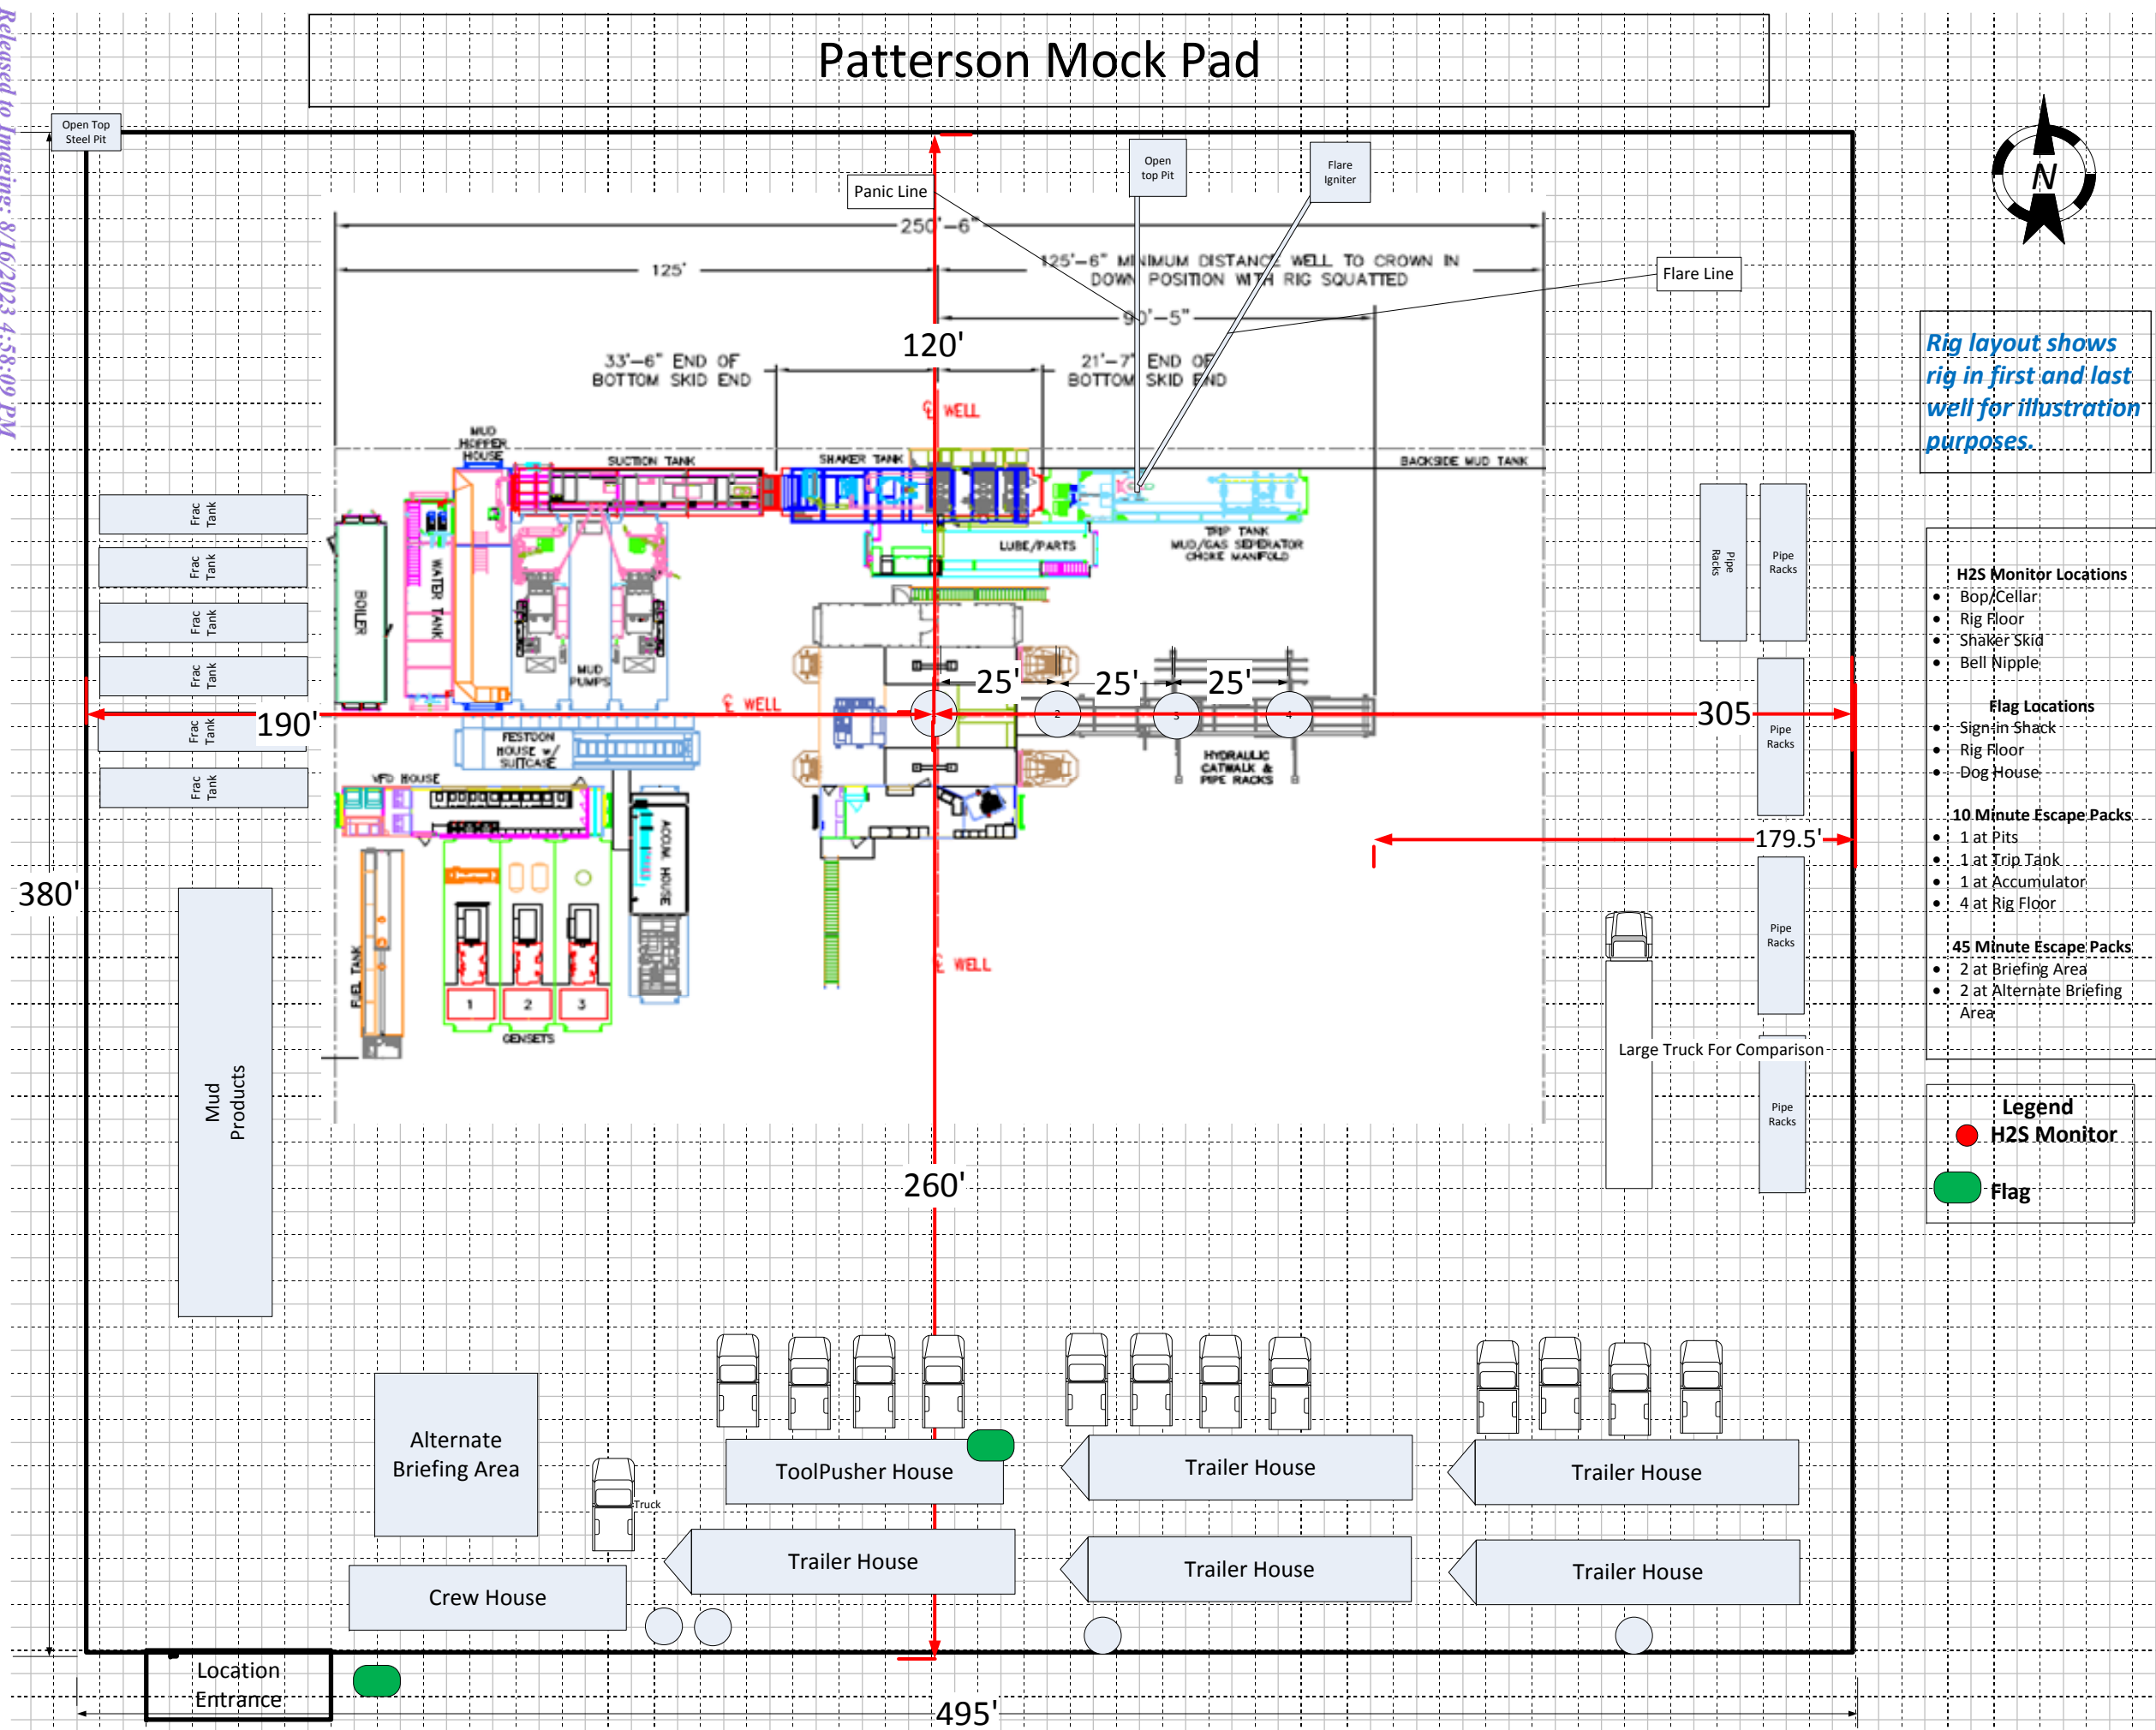 Released to Imaging: 8/16/2023 4:58:09 PM
Patterson Mock Pad
Open Top
Steel Pit
Open
top Pit
Flare
Igniter
Panic Line
N
250'-6"
125'
125'-6" MINIMUM DISTANCE WELL TO CROWN IN
DOWN POSITION WITH RIG SQUATTED
Flare Line
90'-5"
120'
33'-6" END OF
BOTTOM SKID END
21'-7" END OF
BOTTOM SKID END
℄ WELL
Rig layout shows
rig in first and last
well for illustration
purposes.
MUD
HOPPER
HOUSE
SUCTION TANK
SHAKER TANK
BACKSIDE MUD TANK
Frac
Tank
Frac
Tank
Frac
Tank
Frac
Tank
Frac
Tank
Frac
Tank
BOILER
WATER TANK
MUD
PUMPS
LUBE/PARTS
TRIP TANK
MUD/GAS SEPERATOR
CHOKE MANIFOLD
Pipe
Racks
Pipe
Racks
Pipe
Racks
Pipe
Racks
Pipe
Racks
H2S Monitor Locations
• Bop/Cellar
• Rig Floor
• Shaker Skid
• Bell Nipple
Flag Locations
• Sign-in Shack
• Rig Floor
• Dog House
10 Minute Escape Packs
• 1 at Pits
• 1 at Trip Tank
• 1 at Accumulator
• 4 at Rig Floor
45 Minute Escape Packs
• 2 at Briefing Area
• 2 at Alternate Briefing
Area
25'
25'
25'
190'
℄ WELL
2
3
4
305
FESTOON
HOUSE W/
SUITCASE
HYDRAULIC
CATWALK &
PIPE RACKS
VFD HOUSE
ACCUM. HOUSE
179.5'
380'
FUEL TANK
℄ WELL
1
2
3
GENSETS
Large Truck For Comparison
Mud
Products
Legend
H2S Monitor
Flag
260'
Alternate
Briefing Area
Truck
ToolPusher House
Trailer House
Trailer House
Trailer House
Trailer House
Trailer House
Crew House
Location
Entrance
495'